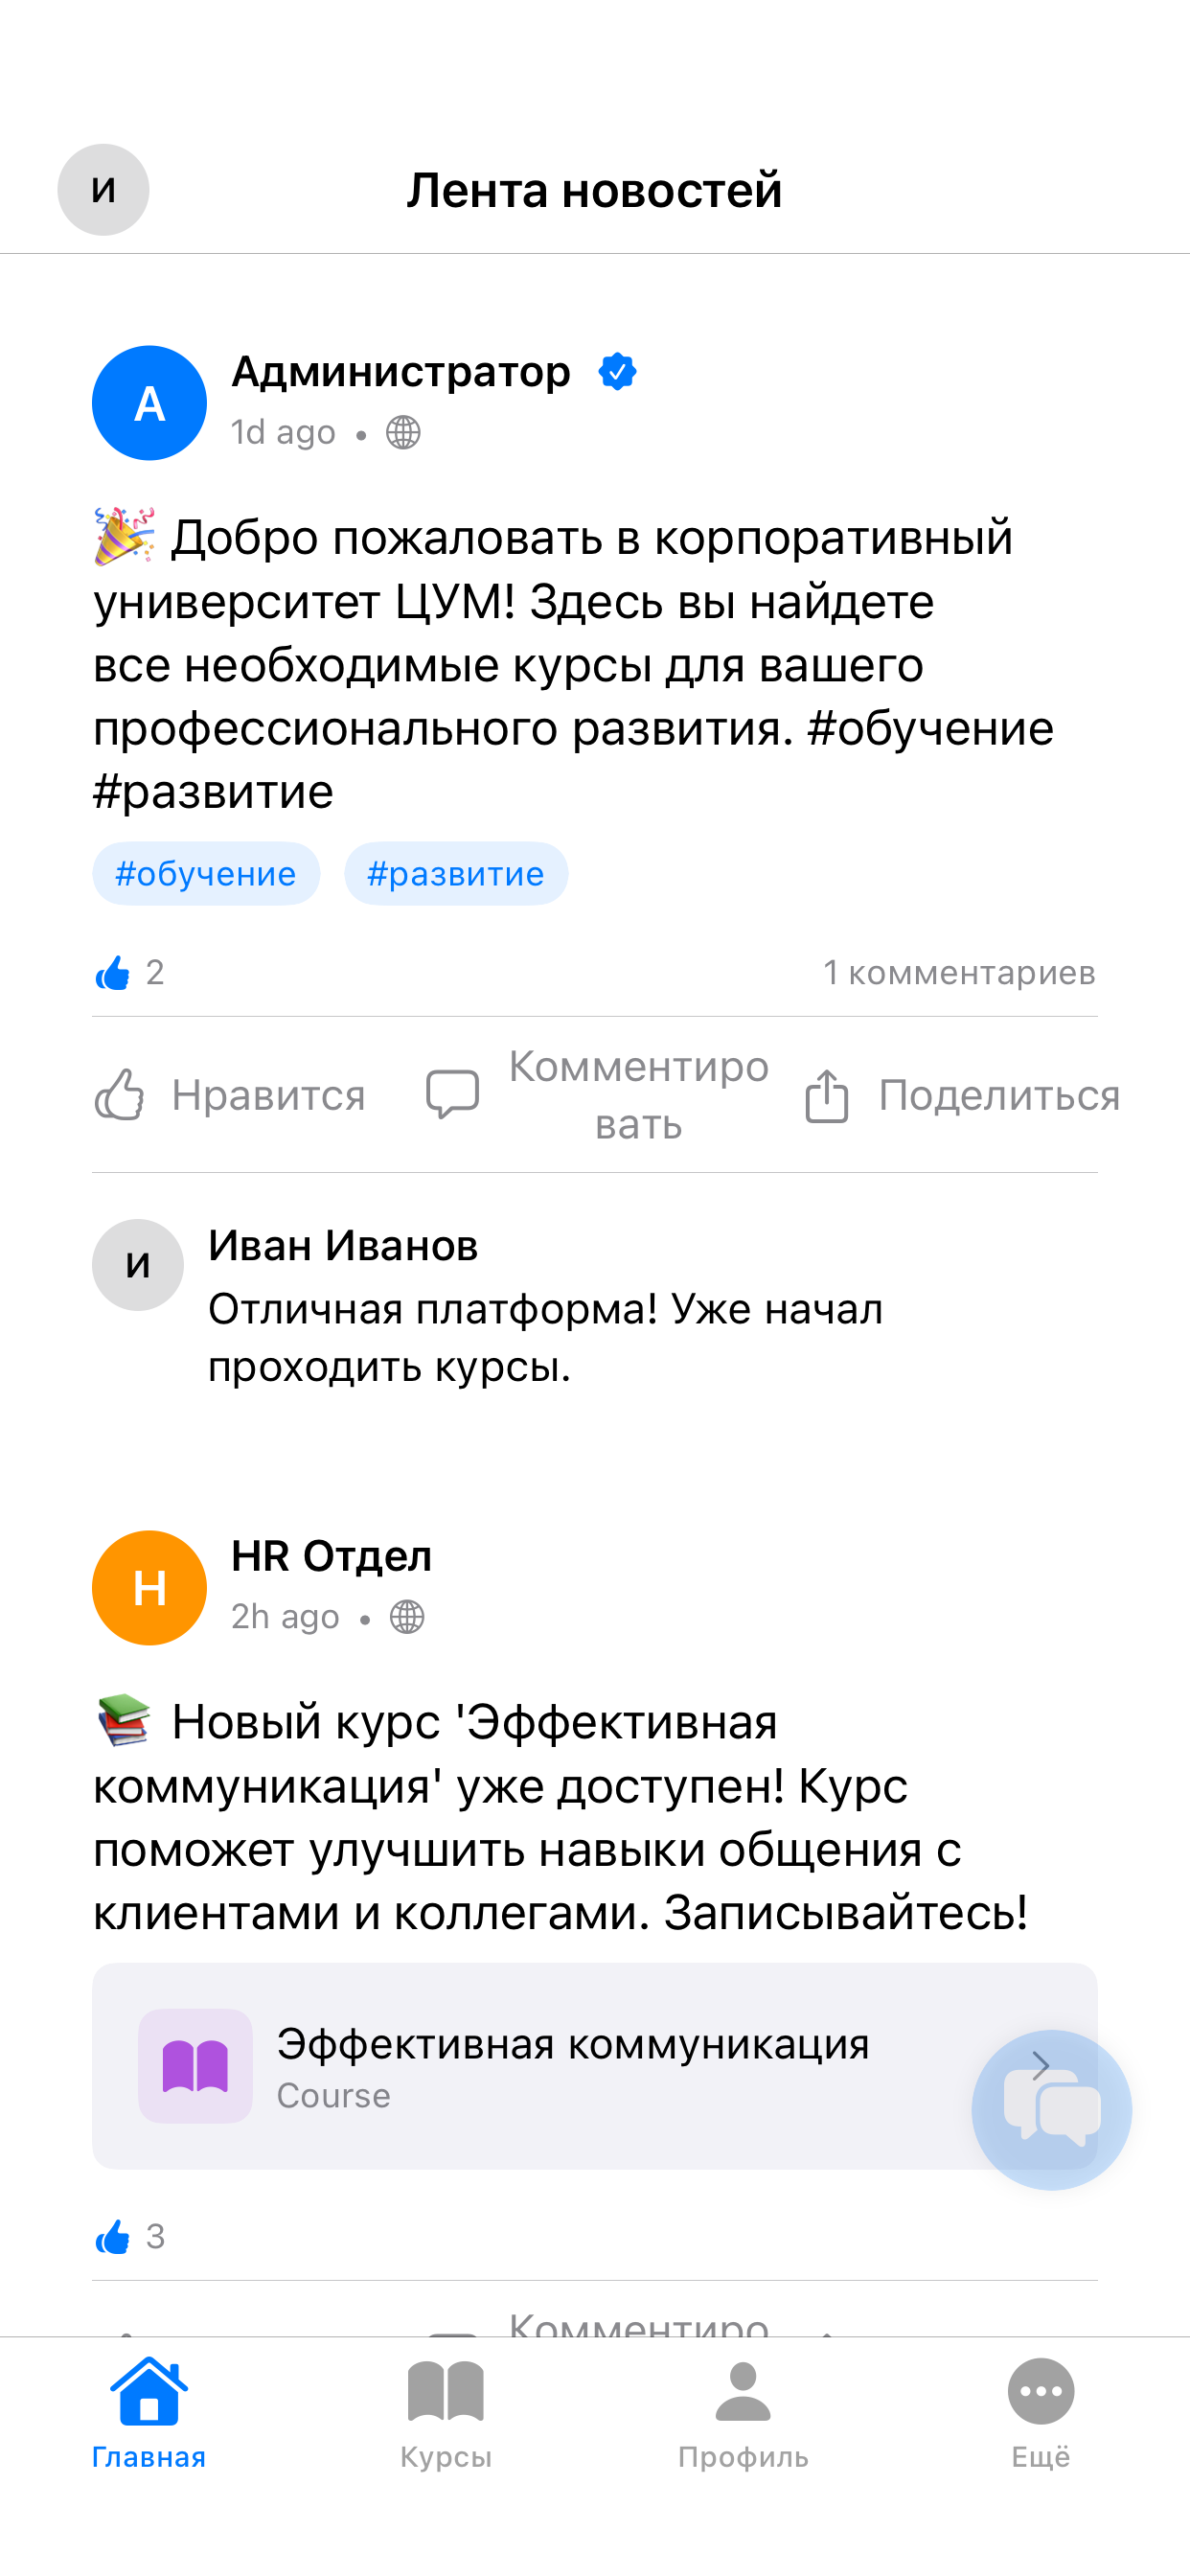 И
Лента новостей
А
Администратор
1d ago •
🎉 Добро пожаловать в корпоративный
университет ЦУМ! Здесь вы найдете
все необходимые курсы для вашего
профессионального развития. #обучение
#развитие
#обучение #развитие
2 1 комментариев
Нравится Комментиро
вать Поделиться
И
Иван Иванов
Отличная платформа! Уже начал
проходить курсы.
H
HR Отдел
2h ago •
📚 Новый курс 'Эффективная
коммуникация' уже доступен! Курс
поможет улучшить навыки общения с
клиентами и коллегами. Записывайтесь!
Эффективная коммуникация
Course
3
Комментиро
Главная Курсы Профиль Ещё